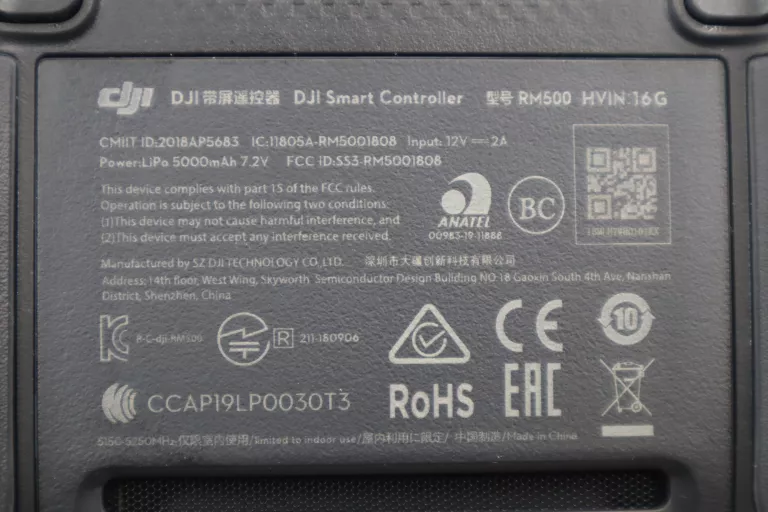 dji DJI 带屏遥控器 DJI Smart Controller 型号 RM500 HVIN:16G
CMIIT ID:2018AP5683 IC:11805A-RM5001808 Input: 12V⎓2A
Power:LiPo 5000mAh 7.2V FCC ID:SS3-RM5001808
This device complies with part 15 of the FCC rules.
Operation is subject to the following two conditions:
(1)This device may not cause harmful interference, and
(2)This device must accept any interference received.
ANATEL
00983-19-11888
BC
Manufactured by SZ DJI TECHNOLOGY CO.,LTD. 深圳市大疆创新科技有限公司
Address: 14th floor, West Wing, Skyworth Semiconductor Design Building NO.18 Gaoxin South 4th Ave, Nanshan
District, Shenzhen, China
R-C-dji-RM500
R 211-180906
CE
10
CCAP19LP0030T3
RoHS
EAC
5150-5250MHz:仅限室内使用/limited to indoor use/屋内利用に限定/ 中国制造/Made in China